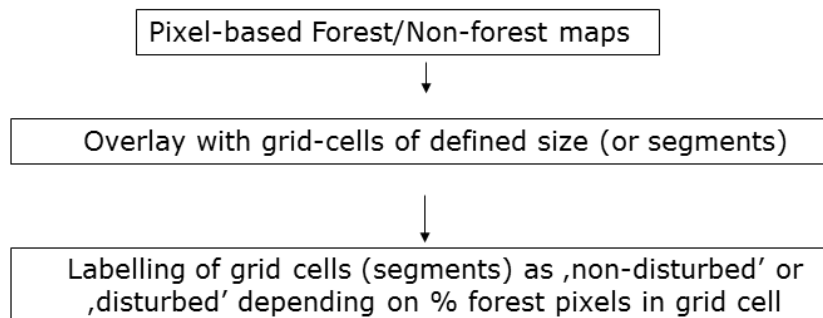 Pixel-based Forest/Non-forest maps
Overlay with grid-cells of defined size (or segments)
Labelling of grid cells (segments) as ‚non-disturbed’ or
‚disturbed’ depending on % forest pixels in grid cell